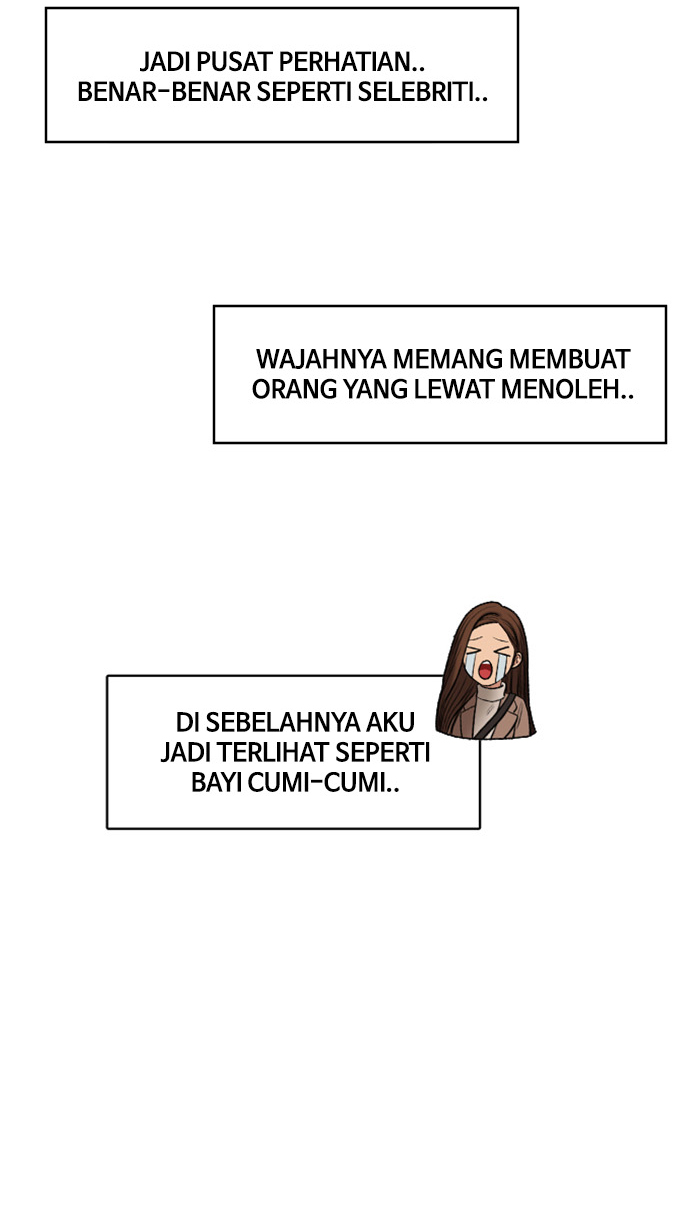 JADI PUSAT PERHATIAN..
BENAR-BENAR SEPERTI SELEBRITI..
WAJAHNYA MEMANG MEMBUAT
ORANG YANG LEWAT MENOLEH..
DI SEBELAHNYA AKU
JADI TERLIHAT SEPERTI
BAYI CUMI-CUMI..